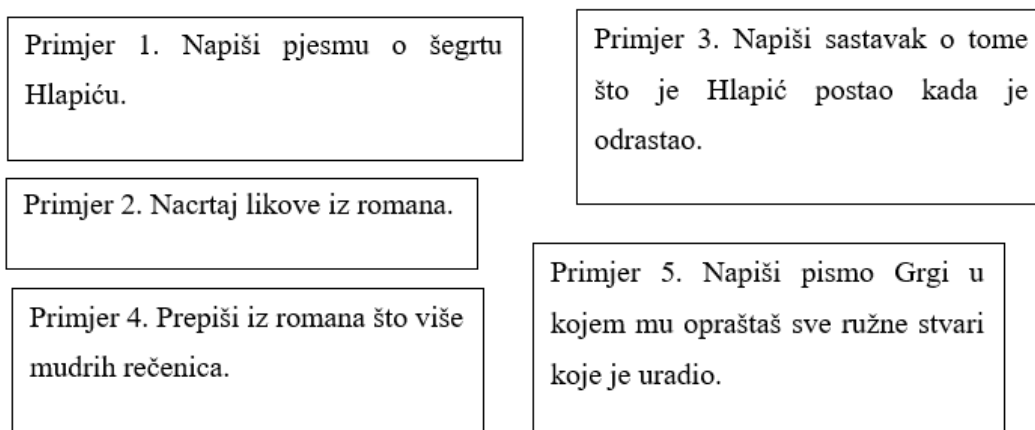 Primjer 1. Napiši pjesmu o šegrtu
Hlapiću.
Primjer 2. Nacrtaj likove iz romana.
Primjer 3. Napiši sastavak o tome
što je Hlapić postao kada je
odrastao.
Primjer 4. Prepiši iz romana što više
mudrih rečenica.
Primjer 5. Napiši pismo Grgi u
kojem mu opraštaš sve ružne stvari
koje je uradio.